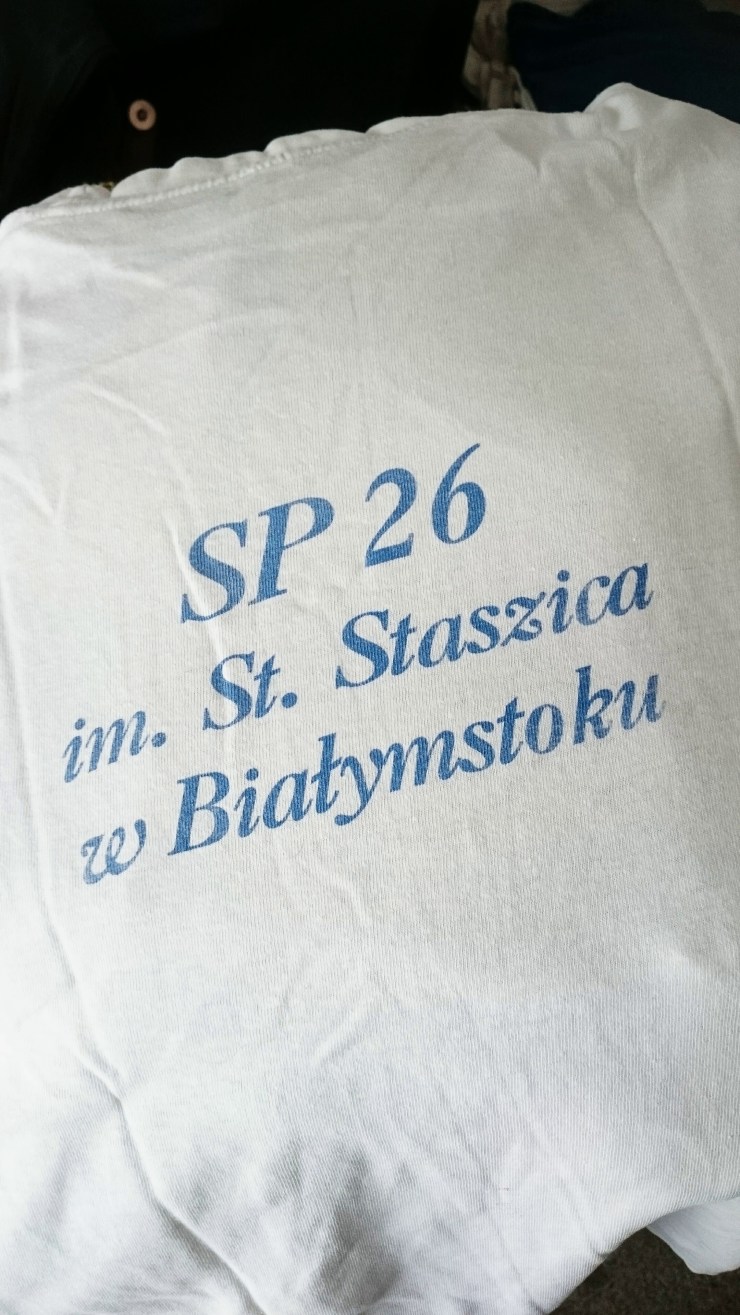 SP 26
im. St. Staszica
w Białymstoku